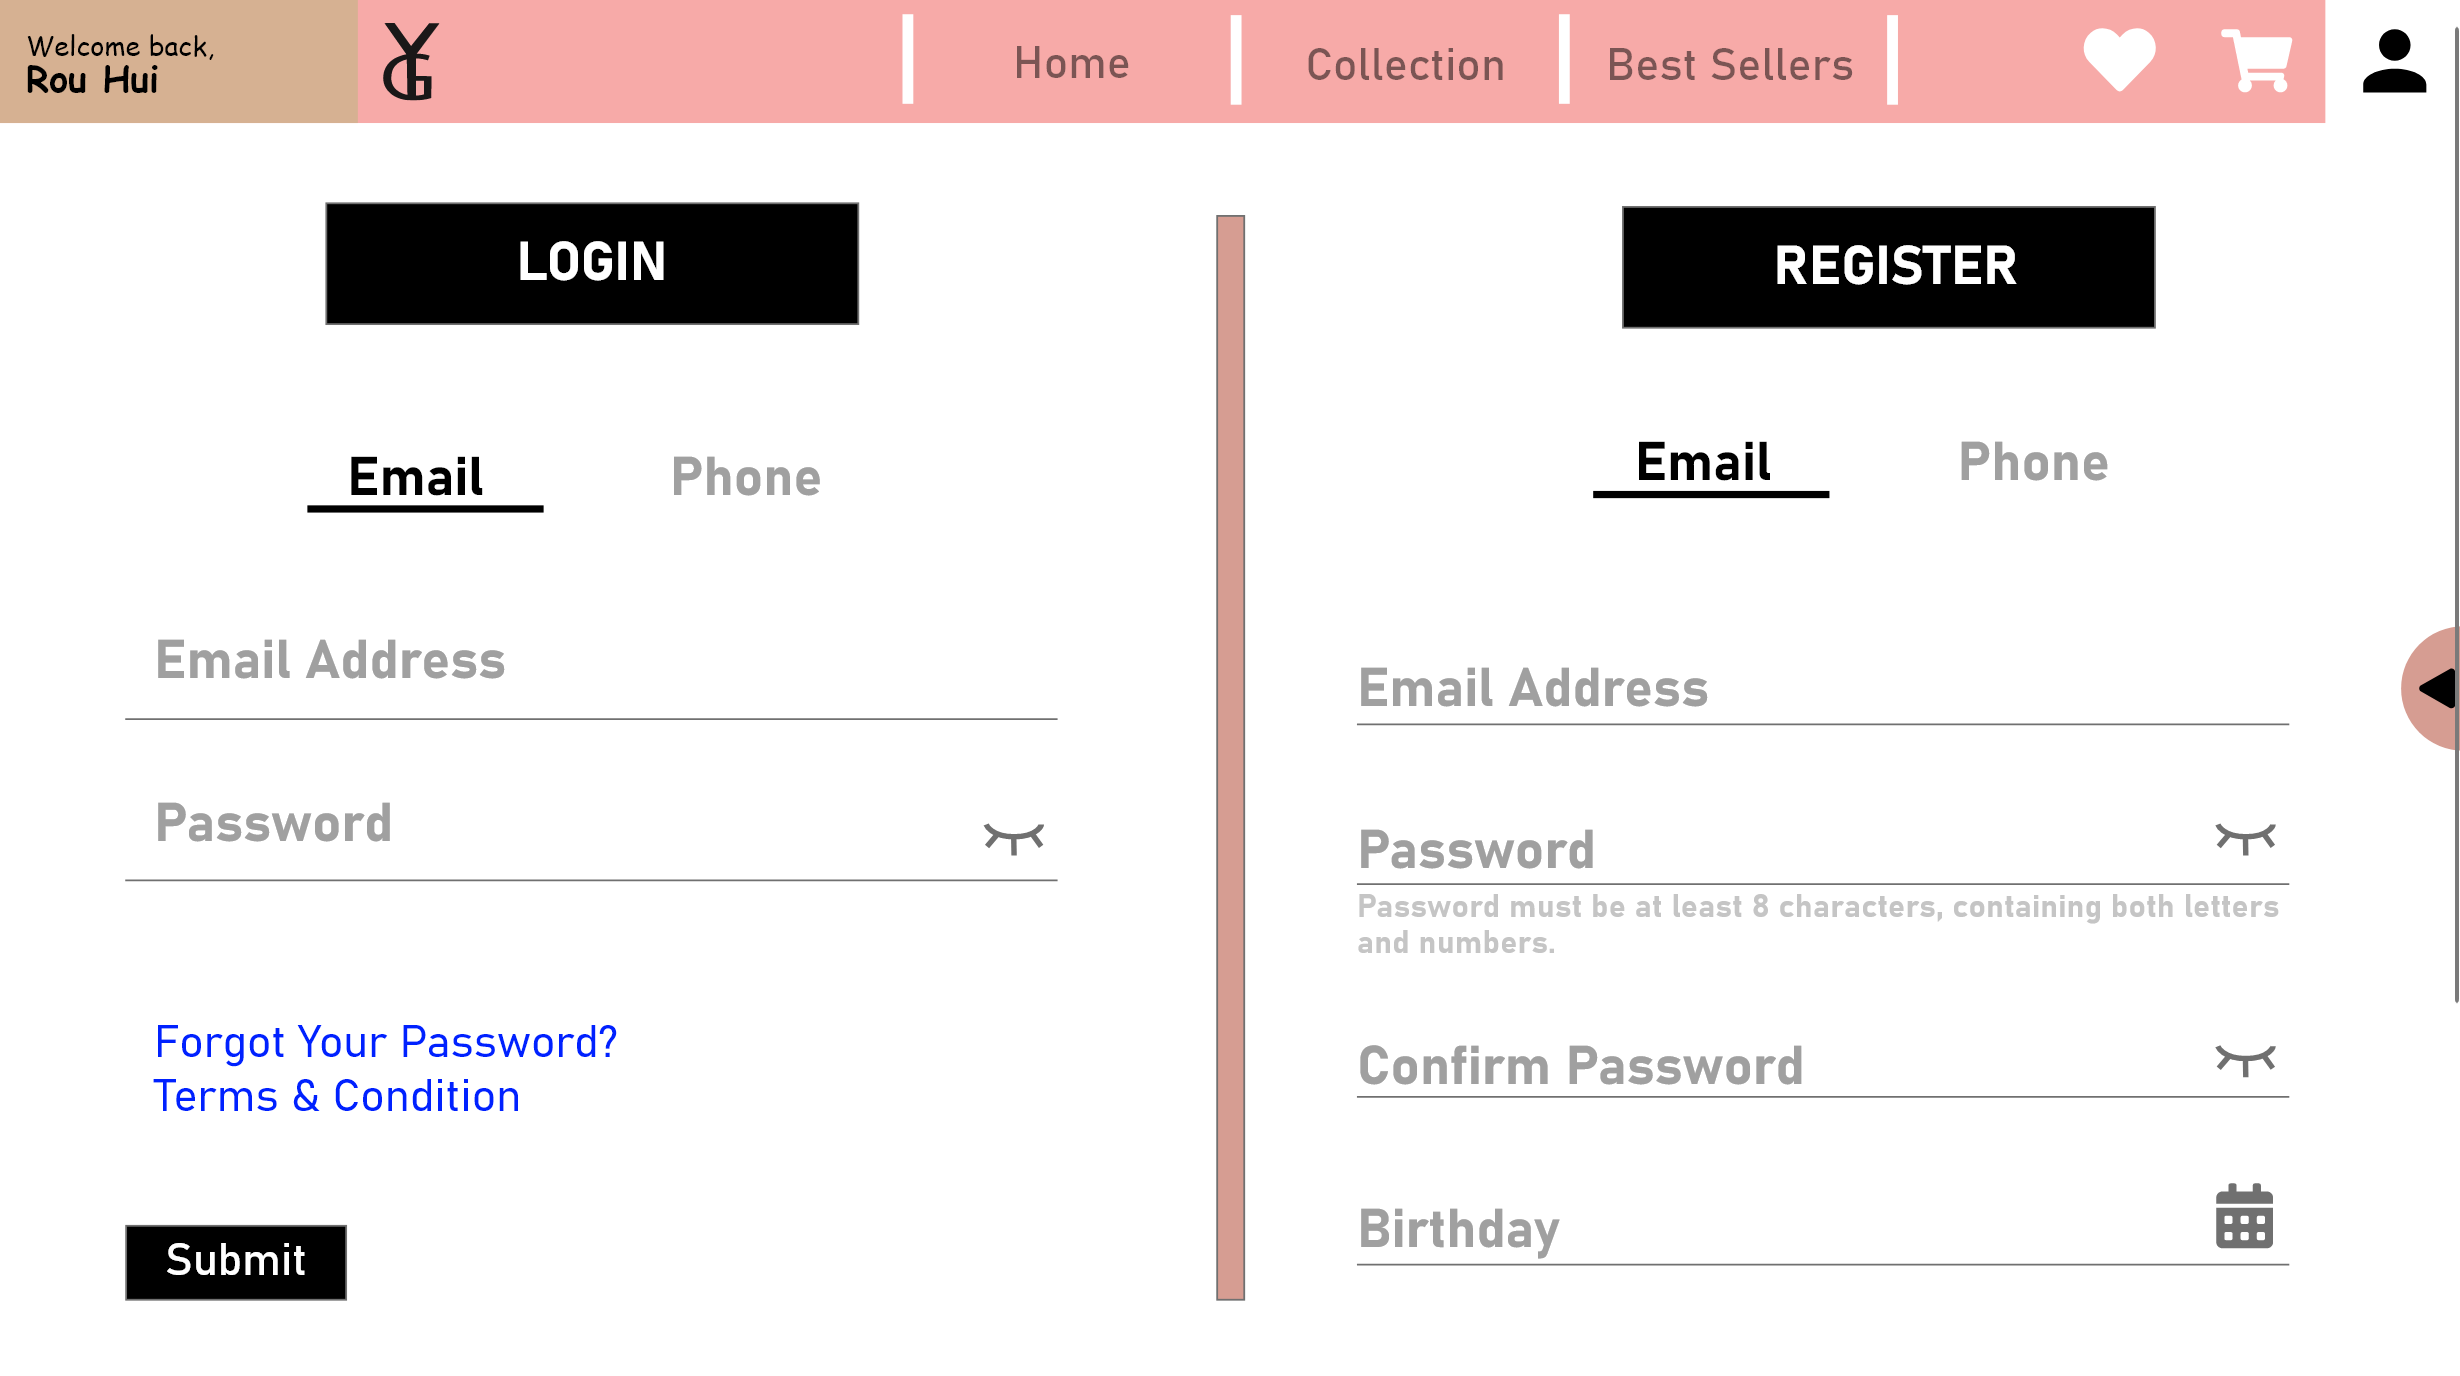 Welcome back,
Rou Hui
YG
Home
Collection
Best Sellers
LOGIN
Email
Phone
Email Address
Password
Forgot Your Password?
Terms & Condition
Submit
REGISTER
Email
Phone
Email Address
Password
Password must be at least 8 characters, containing both letters
and numbers.
Confirm Password
Birthday